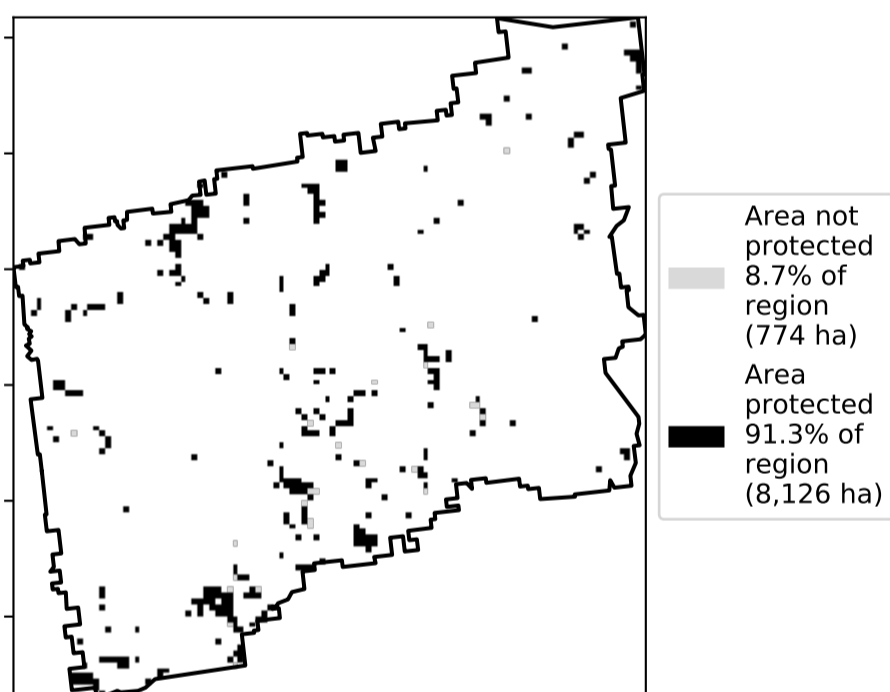 Area not
protected
8.7% of
region
(774 ha)
Area
protected
91.3% of
region
(8,126 ha)